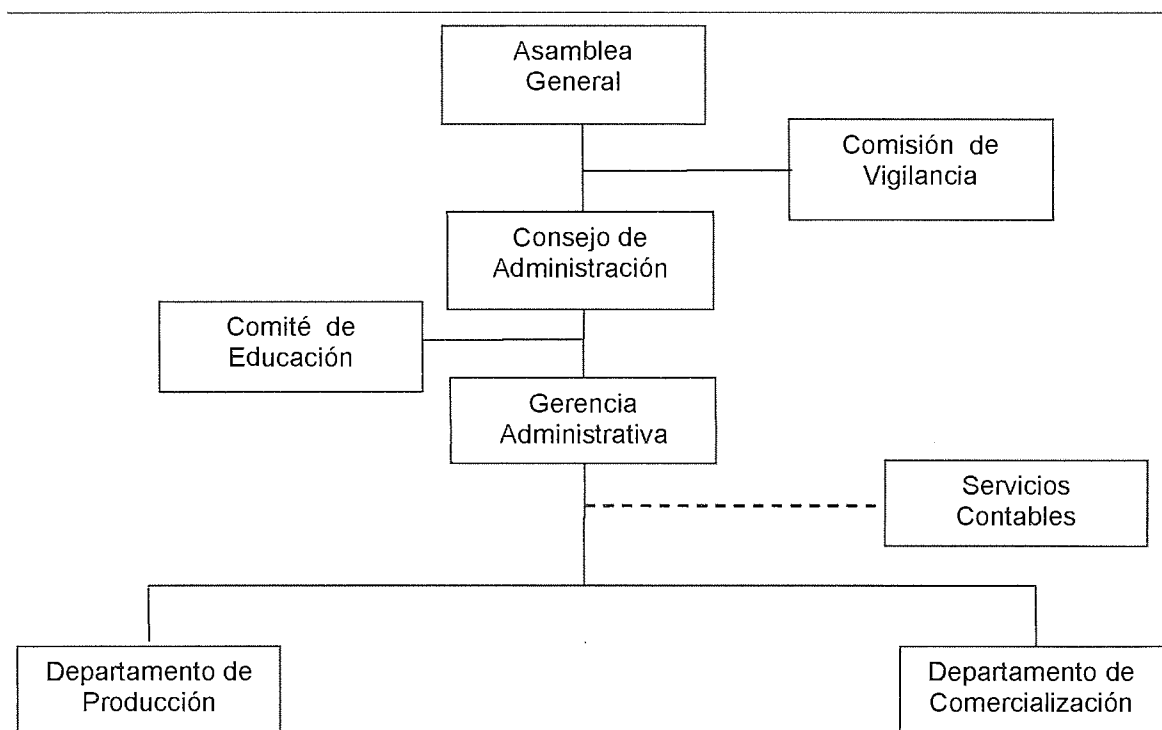 Asamblea
General
Comisión de
Vigilancia
Consejo de
Administración
Comité de
Educación
Gerencia
Administrativa
Servicios
Contables
Departamento de
Producción
Departamento de
Comercialización